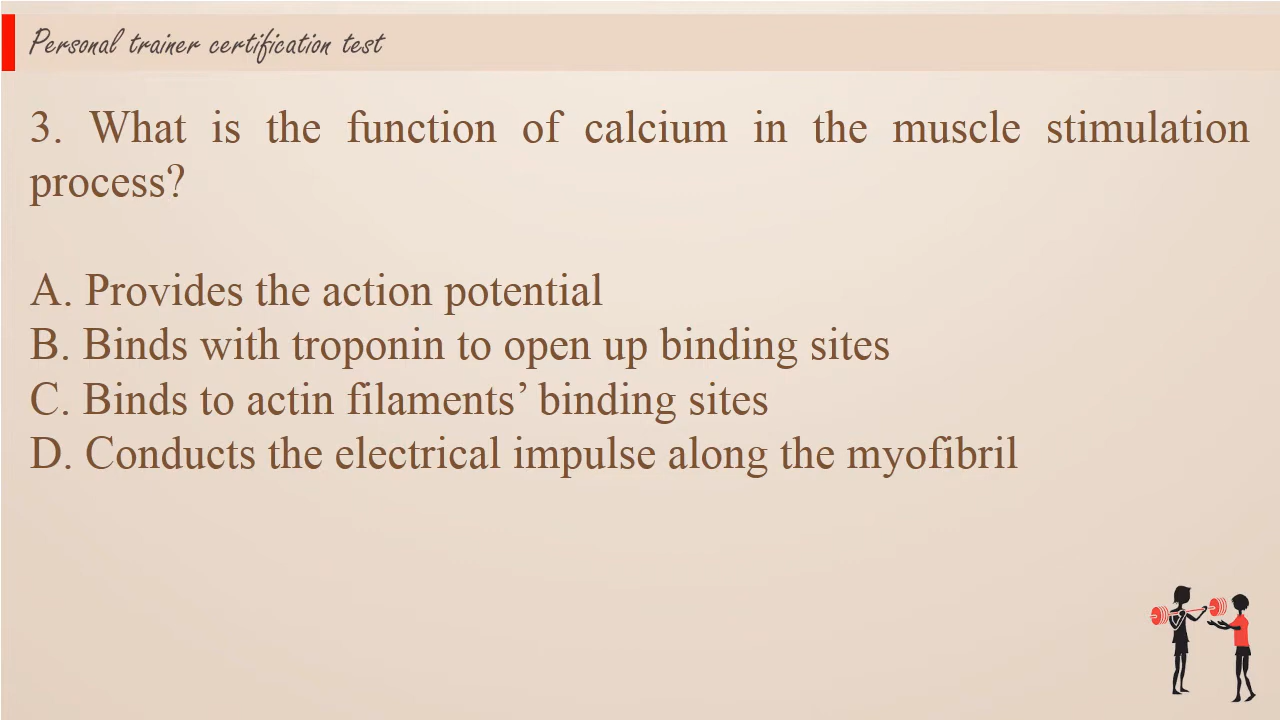 Personal trainer certification test
3. What is the function of calcium in the muscle stimulation
process?
A. Provides the action potential
B. Binds with troponin to open up binding sites
C. Binds to actin filaments’ binding sites
D. Conducts the electrical impulse along the myofibril